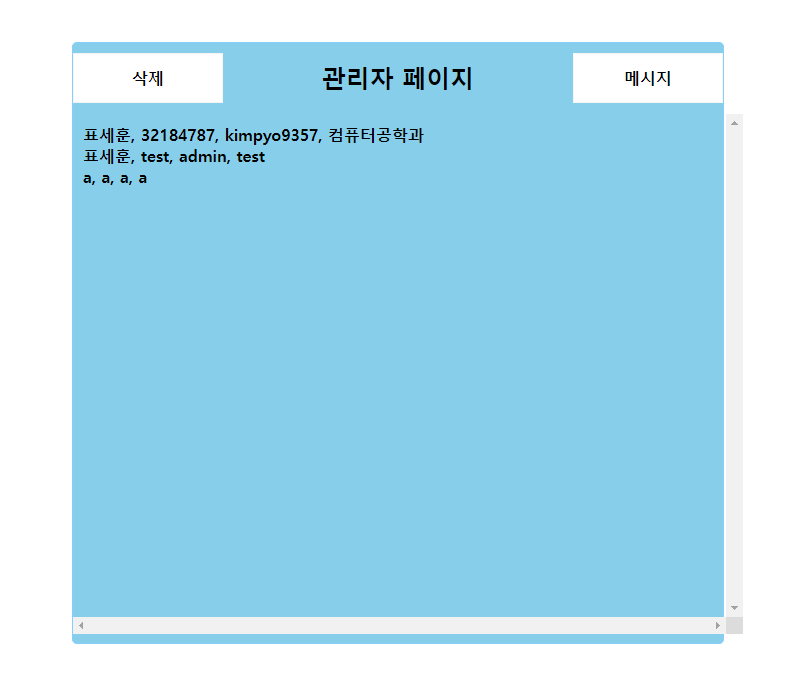 삭제
관리자 페이지
메시지
표세훈, 32184787, kimpyo9357, 컴퓨터공학과
표세훈, test, admin, test
a, a, a, a